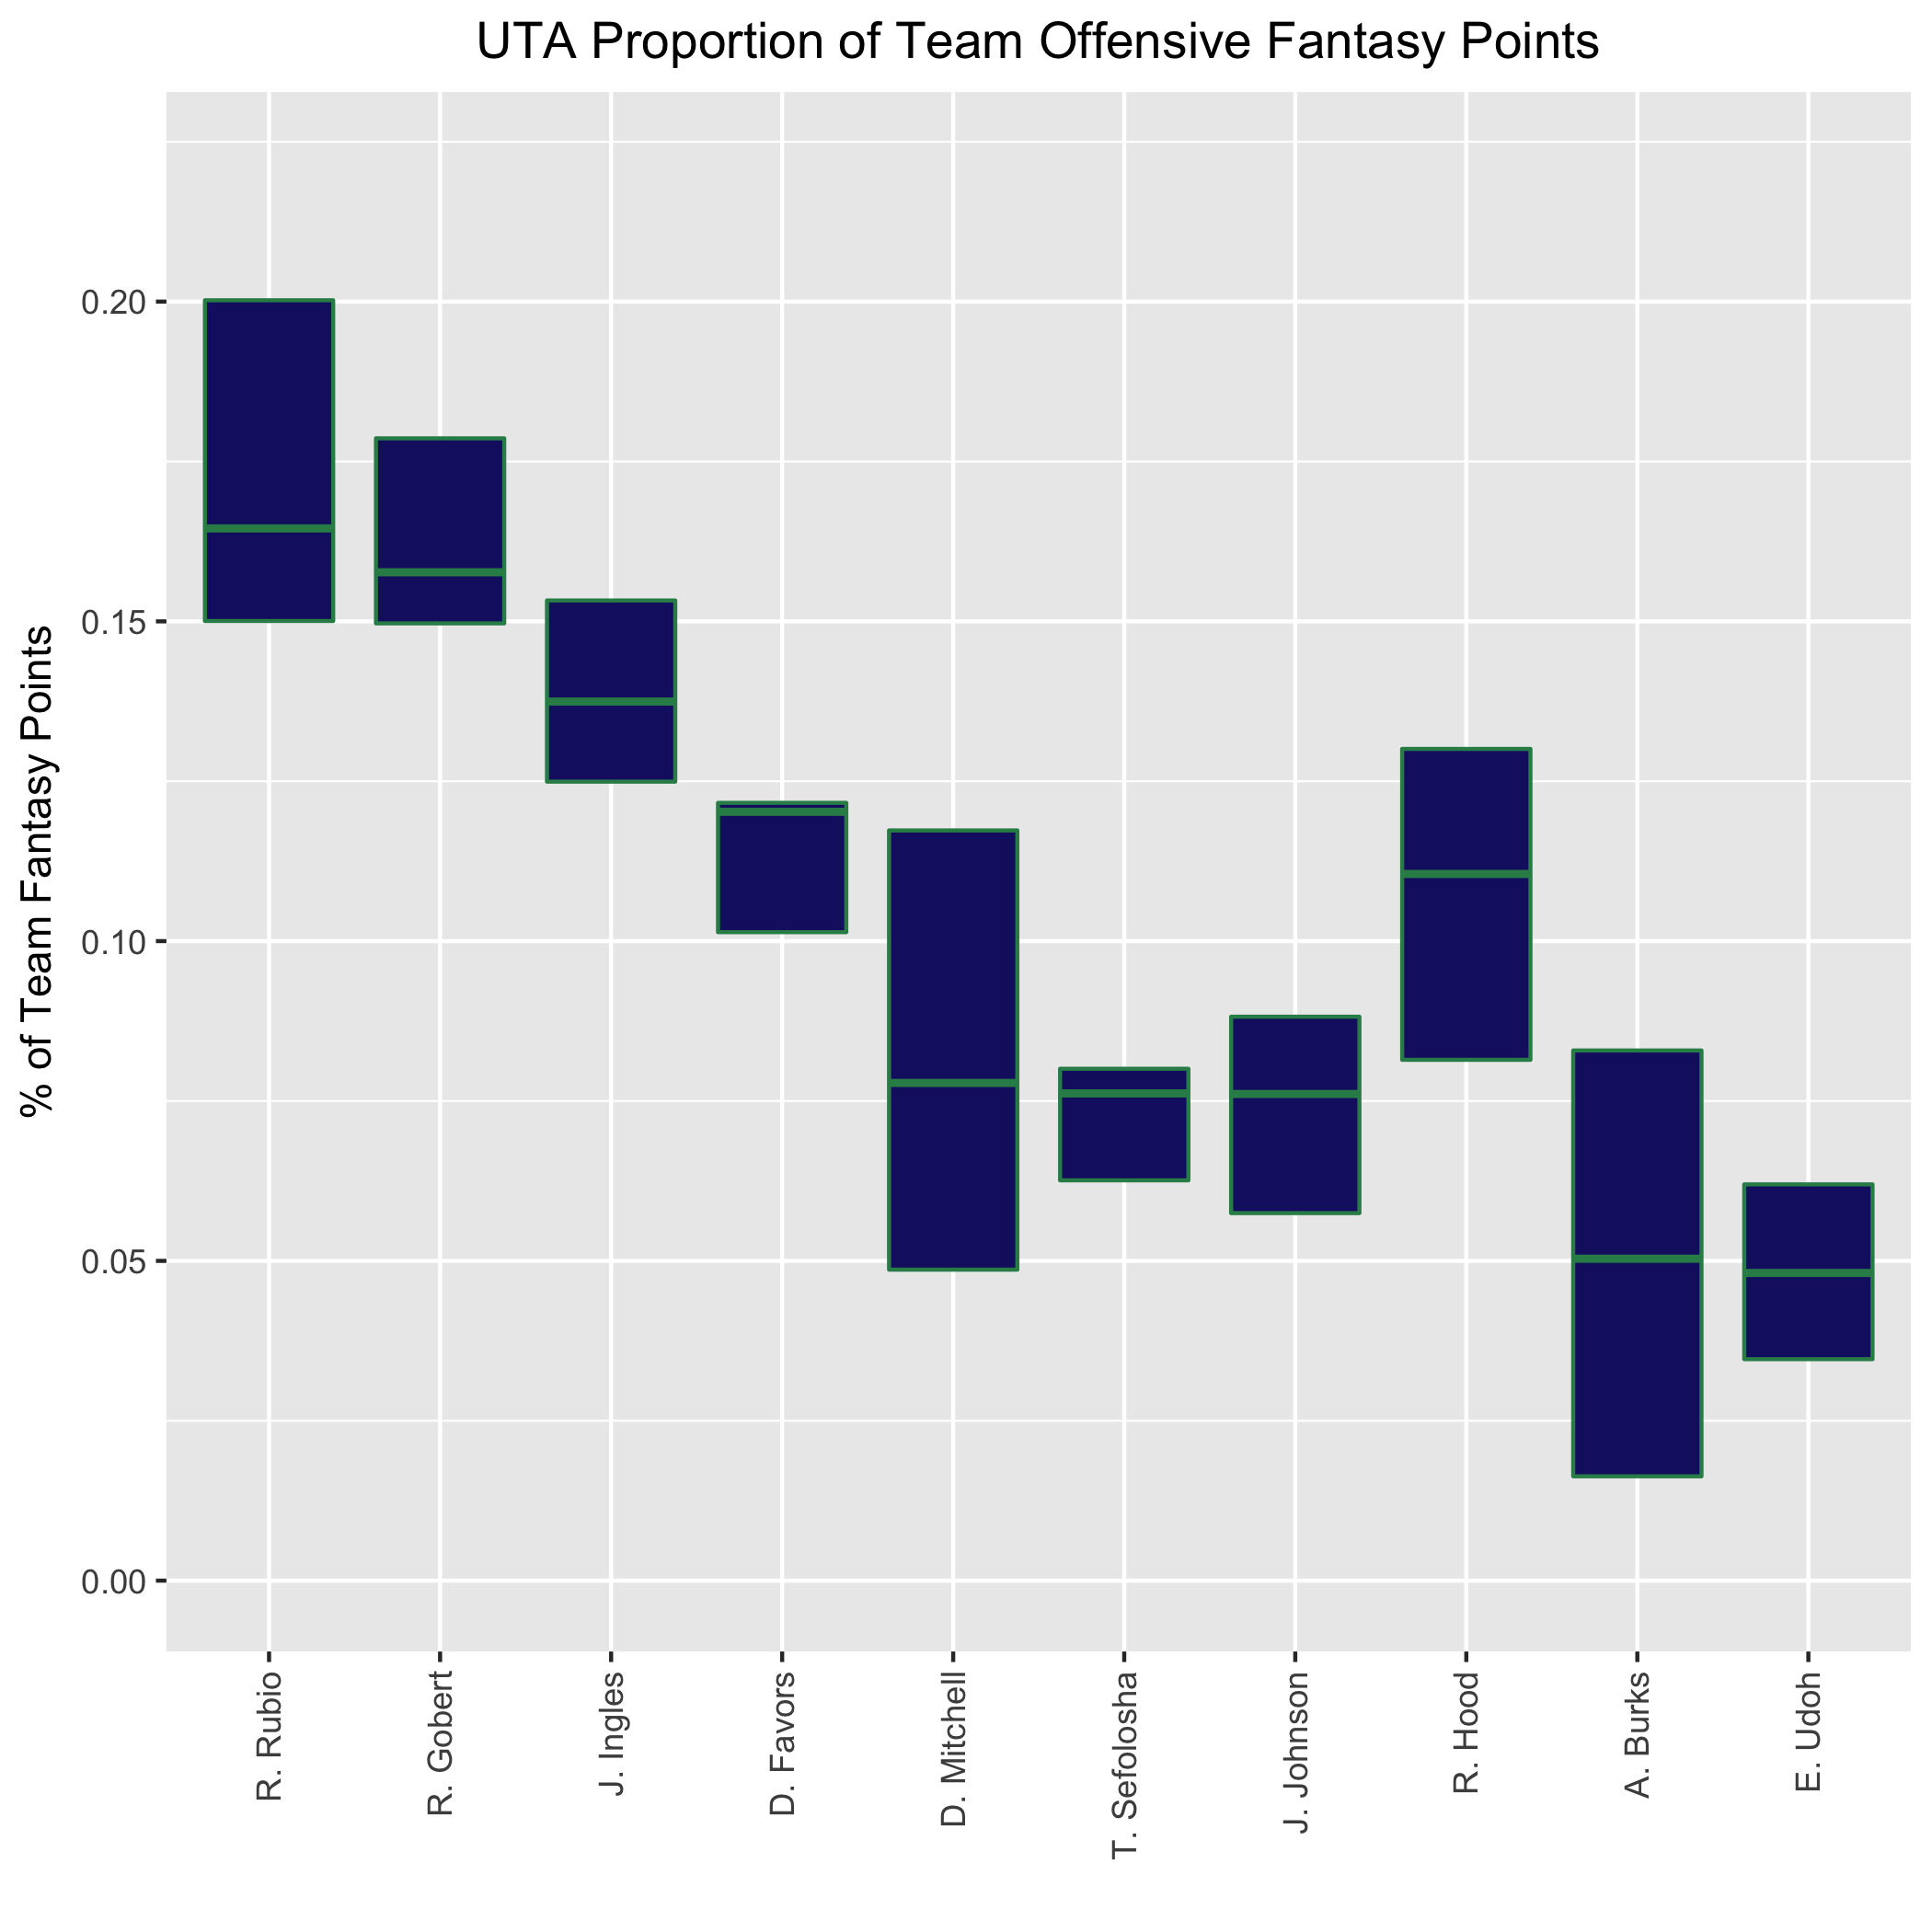 UTA Proportion of Team Offensive Fantasy Points
% of Team Fantasy Points
0.20
0.15
0.10
0.05
0.00
R. Rubio
R. Gobert
J. Ingles
D. Favors
D. Mitchell
T. Sefolosha
J. Johnson
R. Hood
A. Burks
E. Udoh